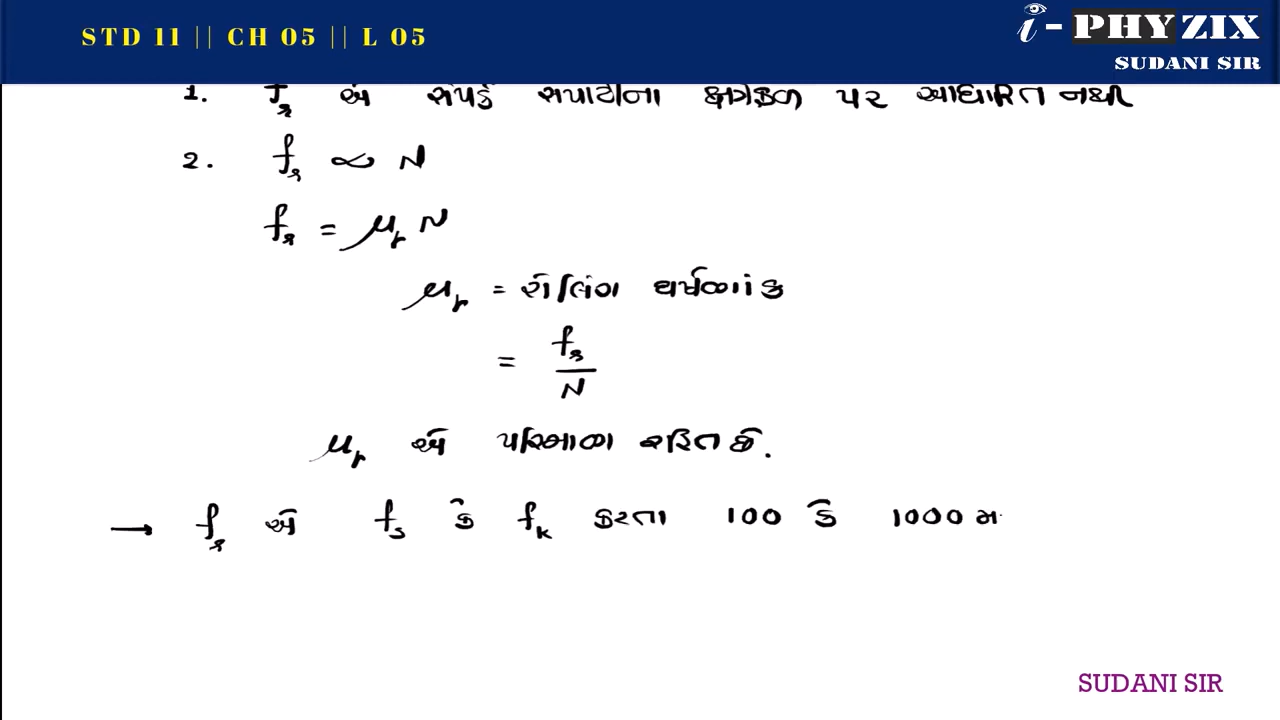 STD 11 || CH 05 || L 05
i - PHYZIX
SUDANI SIR
1. fr એ સંપર્ક સપાટીના ક્ષેત્રફળ પર આધારિત નથી
2. fr ∝ N
fr = μr N
μr = રોલિંગ ઘર્ષણાંક
= fr / N
μr એ પરિમાણ રહિત છે.
→ fr એ fs કે fk કરતા 100 કે 1000 મ
SUDANI SIR